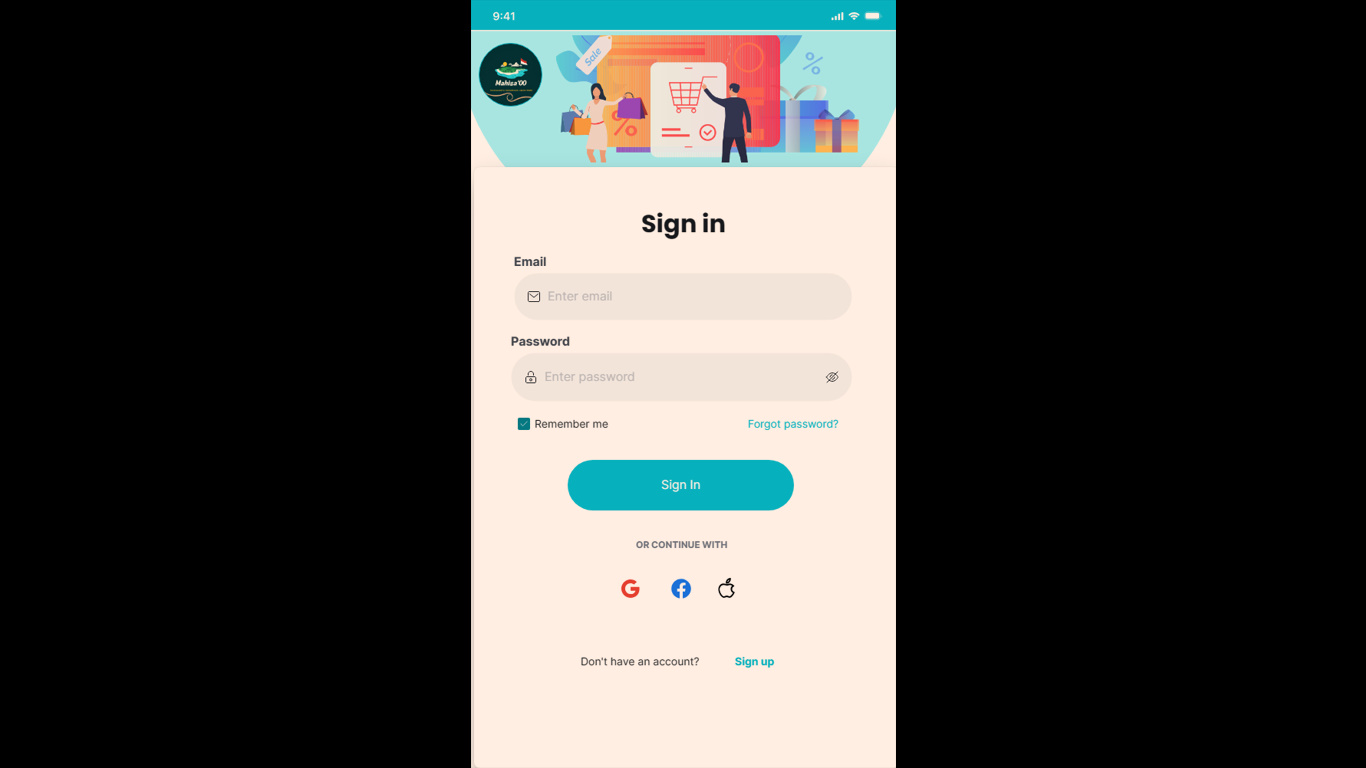 9:41
Sale
%
Mahiza'OO
%
Sign in
Email
Enter email
Password
Enter password
Remember me
Forgot password?
Sign In
OR CONTINUE WITH
Don't have an account?
Sign up